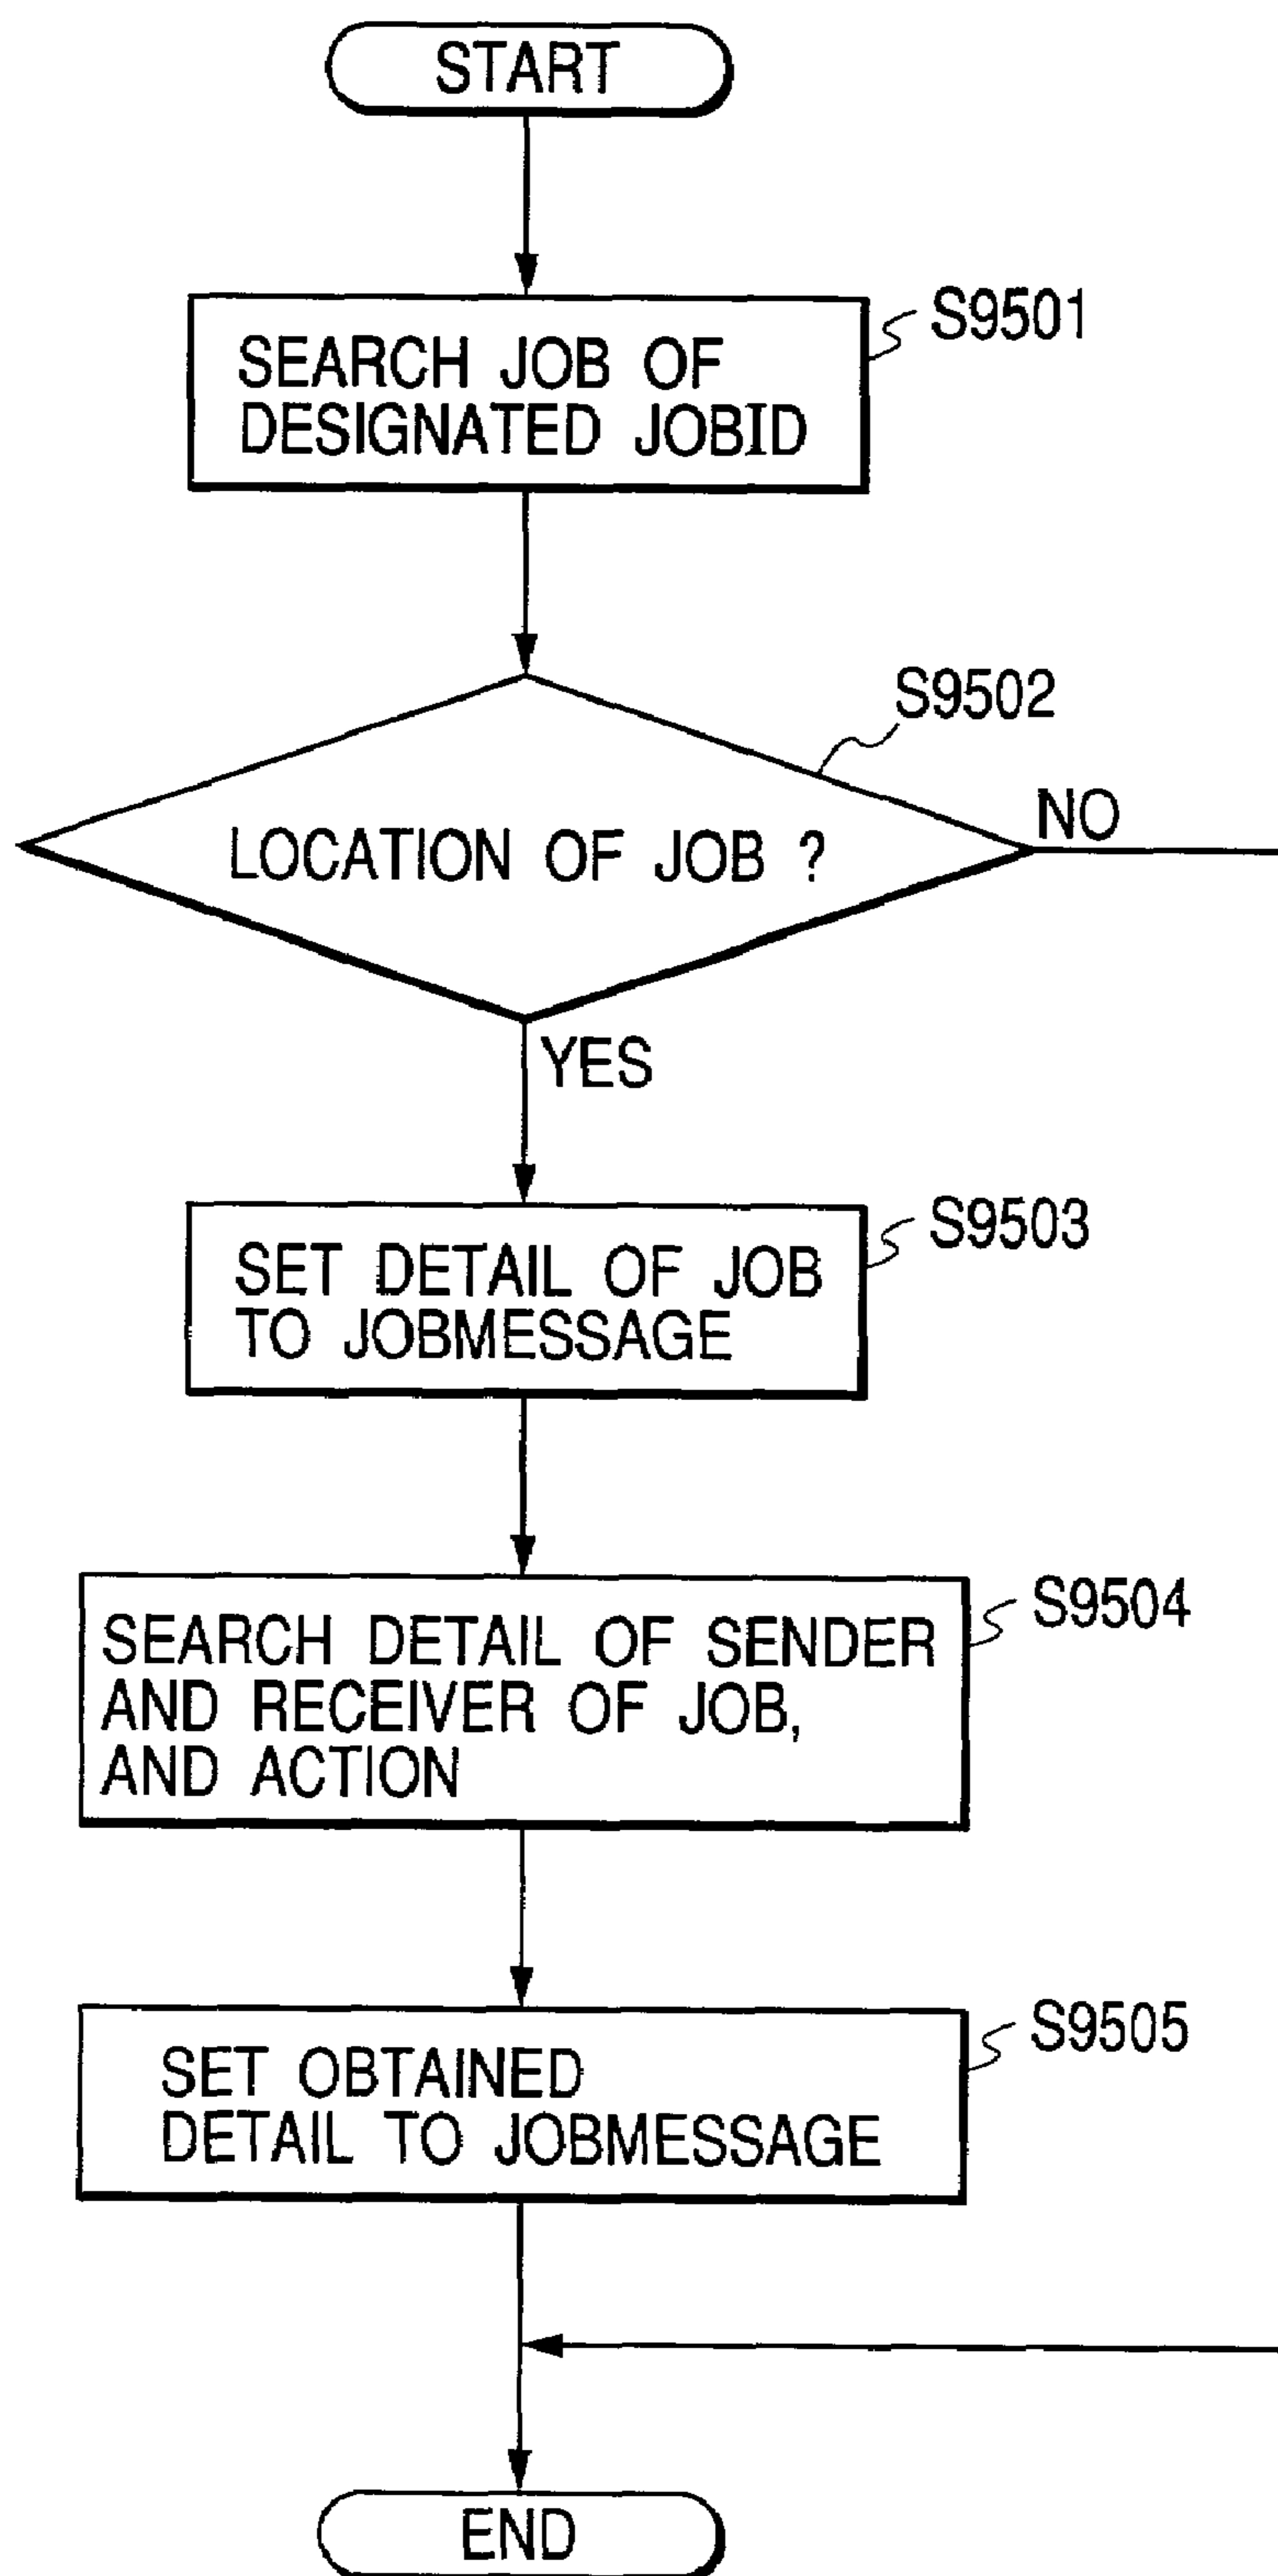 START
SEARCH JOB OF
DESIGNATED JOBID
S9501
S9502
LOCATION OF JOB ?
NO
YES
SET DETAIL OF JOB
TO JOBMESSAGE
S9503
SEARCH DETAIL OF SENDER
AND RECEIVER OF JOB,
AND ACTION
S9504
SET OBTAINED
DETAIL TO JOBMESSAGE
S9505
END